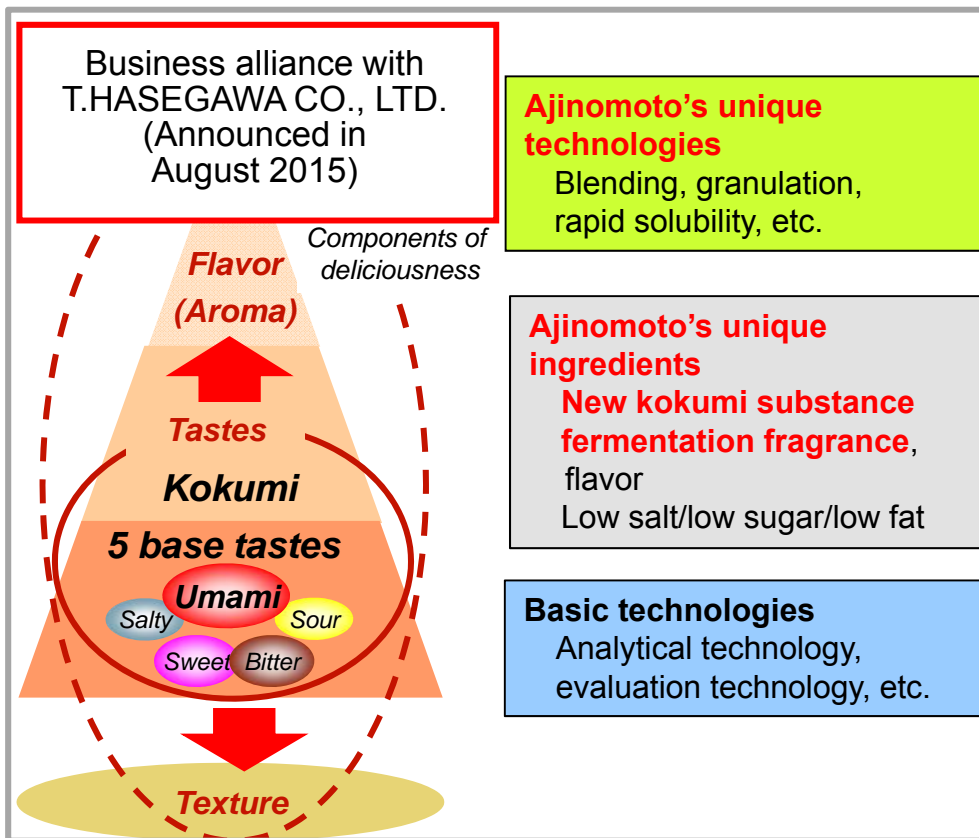 Business alliance with
T.HASEGAWA CO., LTD.
(Announced in
August 2015)
Components of
deliciousness
Flavor
(Aroma)
Tastes
Kokumi
5 base tastes
Umami
Salty
Sour
Sweet
Bitter
Texture
Ajinomoto’s unique
technologies
Blending, granulation,
rapid solubility, etc.
Ajinomoto’s unique
ingredients
New kokumi substance
fermentation fragrance,
flavor
Low salt/low sugar/low fat
Basic technologies
Analytical technology,
evaluation technology, etc.